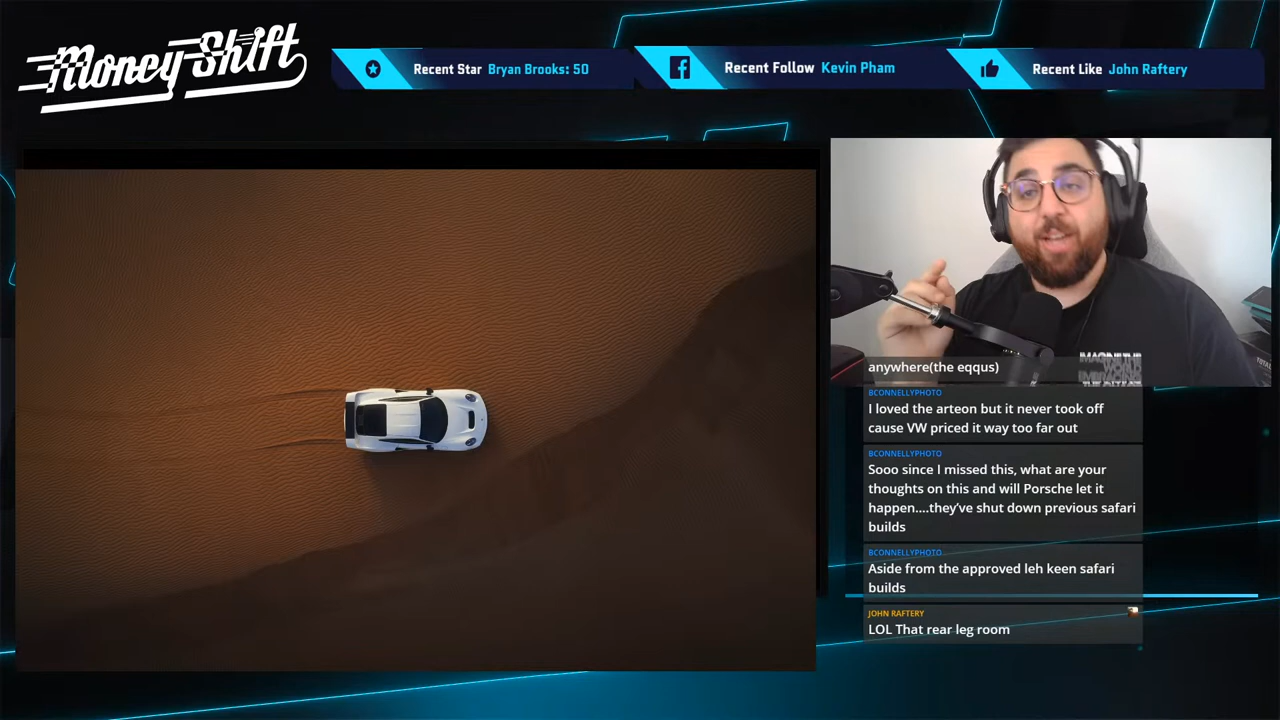 Money Shift
Recent Star Bryan Brooks: 50
Recent Follow Kevin Pham
Recent Like John Raftery
anywhere(the eqqus)
BCONNELLYPHOTO
I loved the arteon but it never took off
cause VW priced it way too far out
BCONNELLYPHOTO
Sooo since I missed this, what are your
thoughts on this and will Porsche let it
happen....they've shut down previous safari
builds
BCONNELLYPHOTO
Aside from the approved leh keen safari
builds
JOHN RAFTERY
LOL That rear leg room